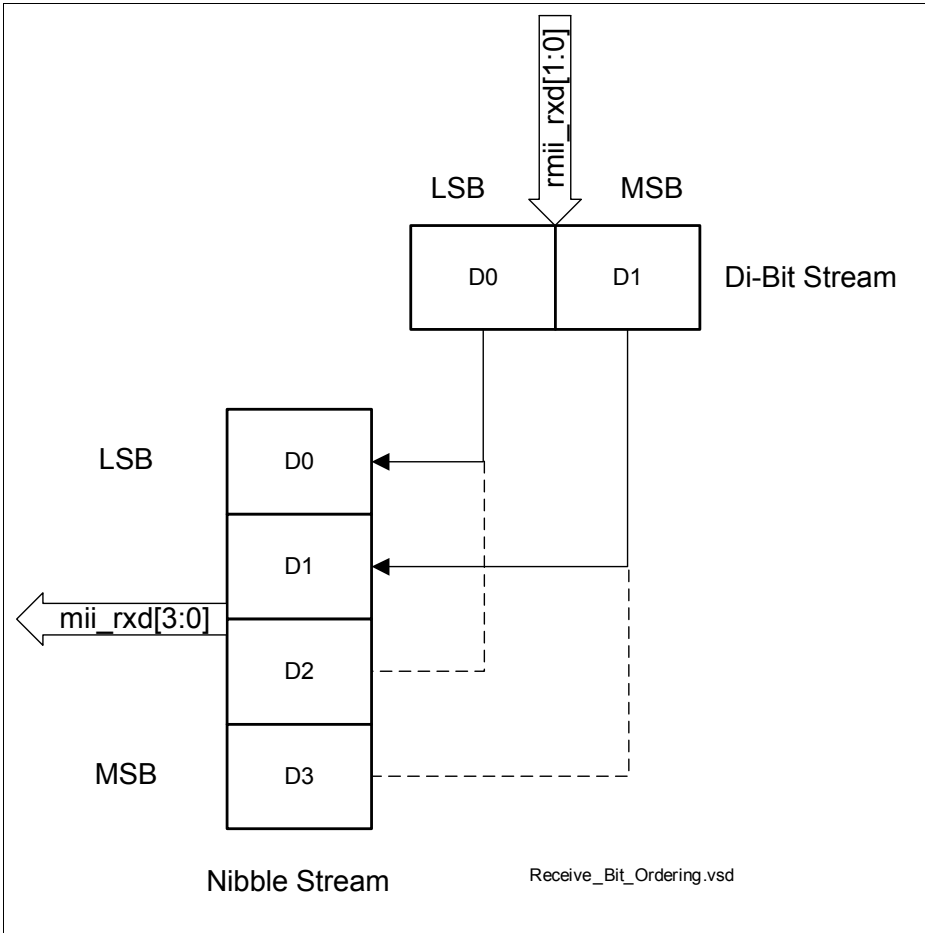 rmii_rxd[1:0]
LSB
MSB
D0
D1
Di-Bit Stream
LSB
D0
D1
mii_rxd[3:0]
D2
MSB
D3
Nibble Stream
Receive_Bit_Ordering.vsd